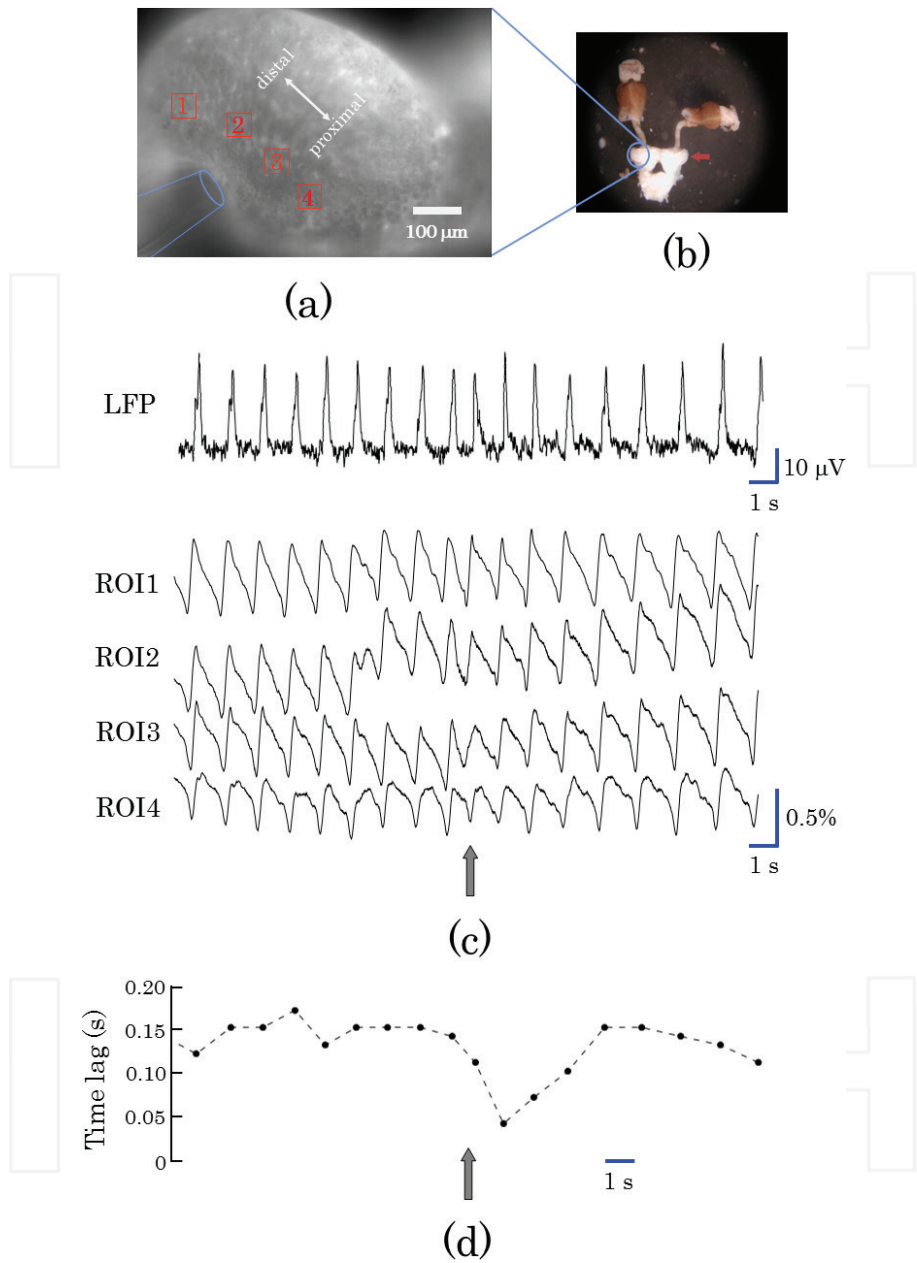 distal
proximal
1
2
3
4
100 μm
(a)
(b)
LFP
10 μV
1 s
ROI1
ROI2
ROI3
ROI4
0.5%
1 s
(c)
Time lag (s)
0.20
0.15
0.10
0.05
0
1 s
(d)